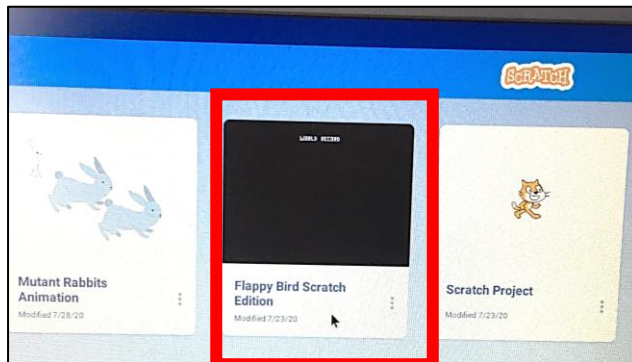 SCRATCH
WORLD RECORD
Mutant Rabbits
Animation
Modified 7/28/20
Flappy Bird Scratch
Edition
Modified 7/23/20
Scratch Project
Modified 7/23/20